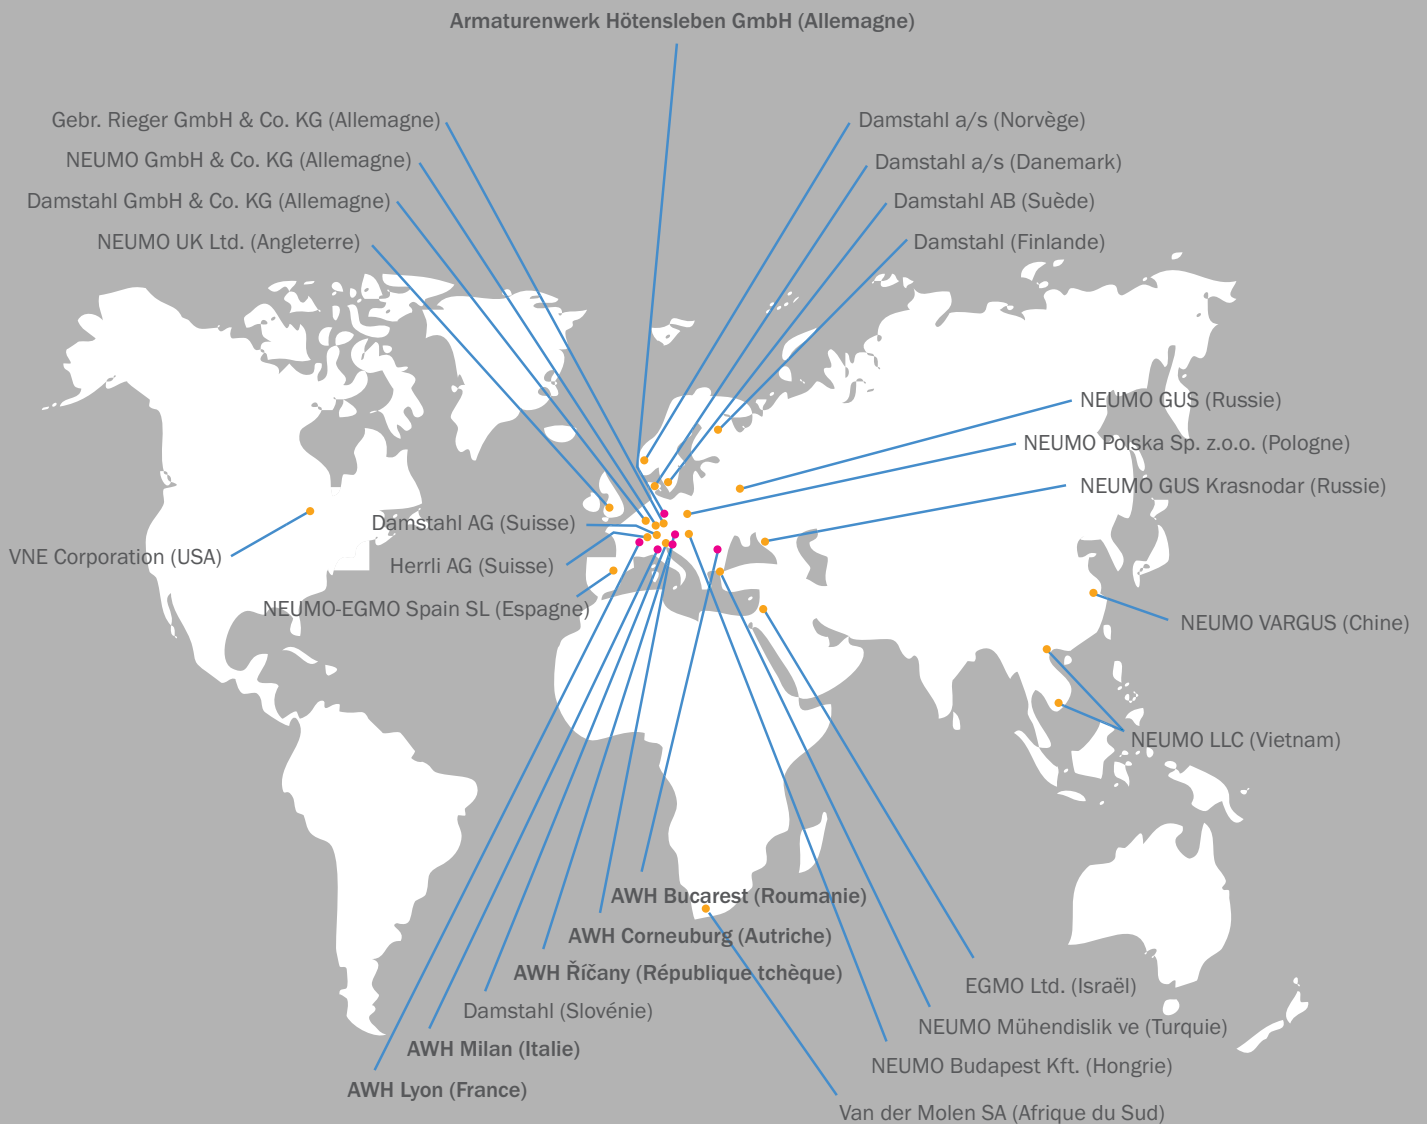 Armaturenwerk Hötensleben GmbH (Allemagne)
Gebr. Rieger GmbH & Co. KG (Allemagne)
NEUMO GmbH & Co. KG (Allemagne)
Damstahl GmbH & Co. KG (Allemagne)
NEUMO UK Ltd. (Angleterre)
Damstahl a/s (Norvège)
Damstahl a/s (Danemark)
Damstahl AB (Suède)
Damstahl (Finlande)
NEUMO GUS (Russie)
NEUMO Polska Sp. z.o.o. (Pologne)
NEUMO GUS Krasnodar (Russie)
Damstahl AG (Suisse)
VNE Corporation (USA)
Herrli AG (Suisse)
NEUMO-EGMO Spain SL (Espagne)
NEUMO VARGUS (Chine)
NEUMO LLC (Vietnam)
AWH Bucarest (Roumanie)
AWH Corneuburg (Autriche)
AWH Říčany (République tchèque)
Damstahl (Slovénie)
AWH Milan (Italie)
AWH Lyon (France)
EGMO Ltd. (Israël)
NEUMO Mühendislik ve (Turquie)
NEUMO Budapest Kft. (Hongrie)
Van der Molen SA (Afrique du Sud)